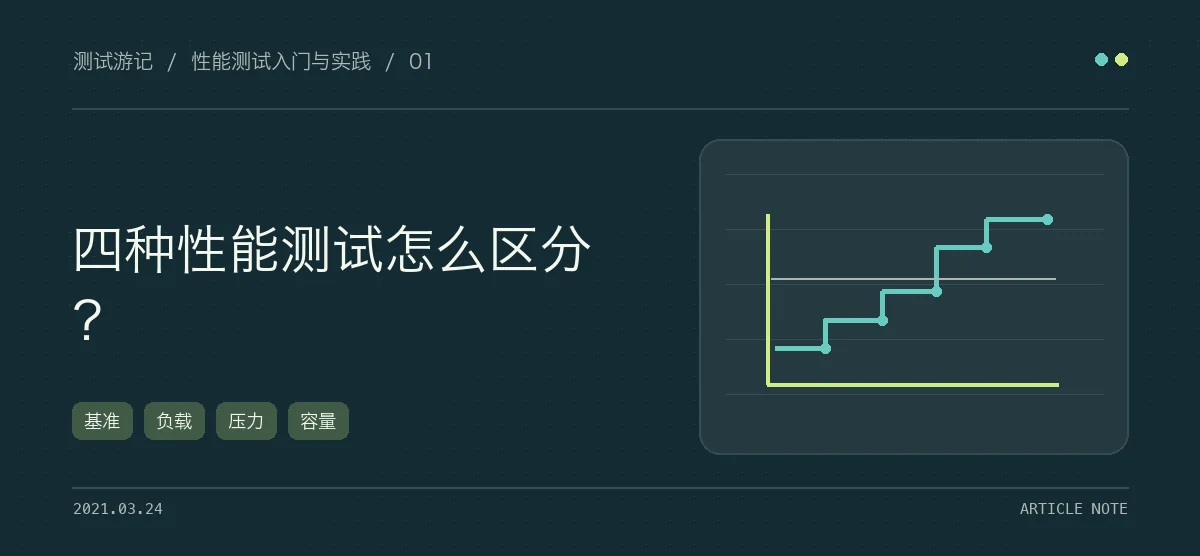 测试游记 / 性能测试入门与实践 / 01
四种性能测试怎么区分
?
基准 负载 压力 容量
2021.03.24
ARTICLE NOTE